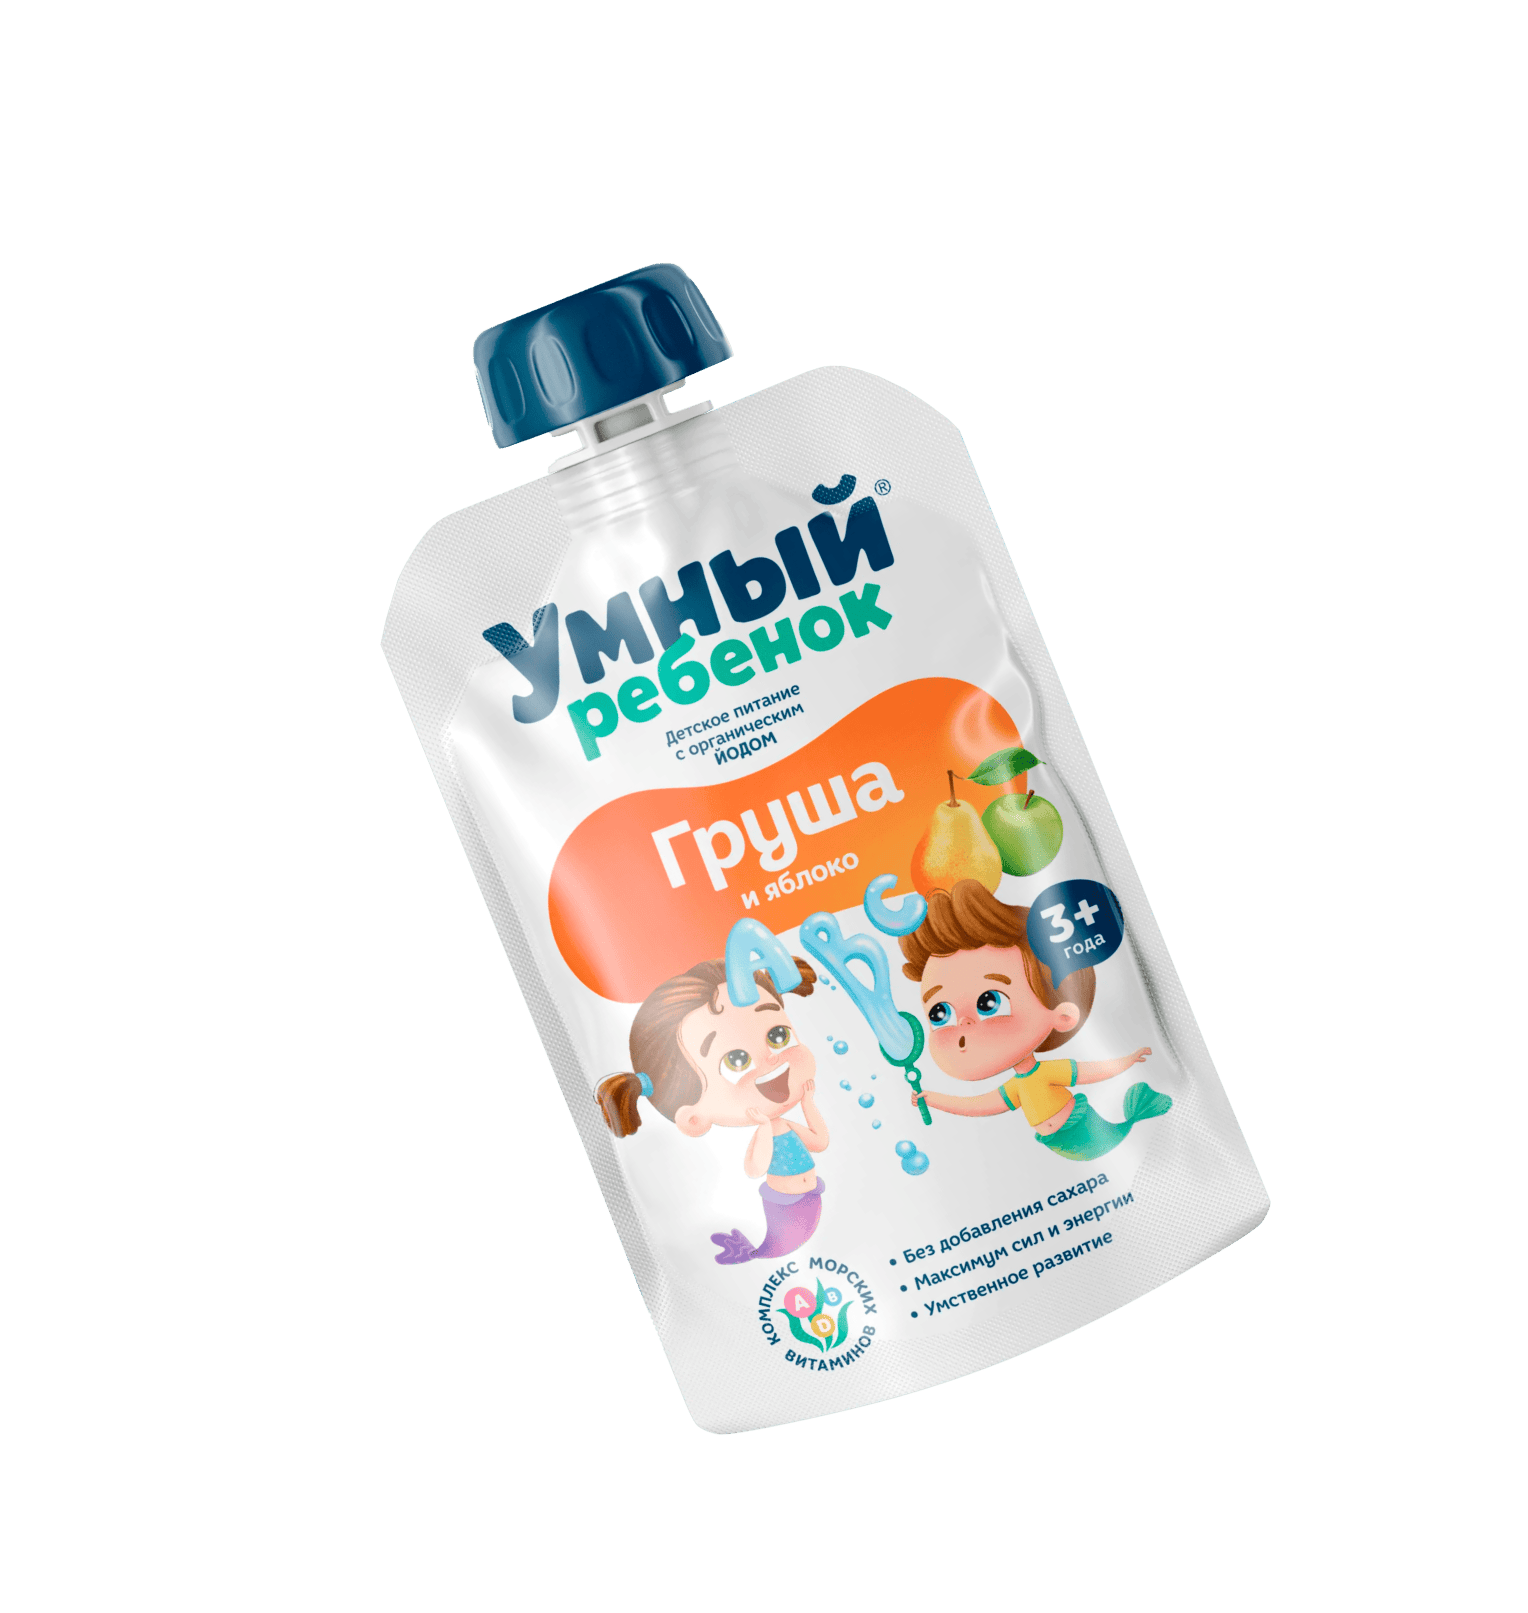 Умный®
ребенок
Детское питание
с органическим
йодом
Груша
и яблоко
ABC
3+
года
• Без добавления сахара
• Максимум сил и энергии
• Умственное развитие
КОМПЛЕКС МОРСКИХ
ВИТАМИНОВ
A B
D